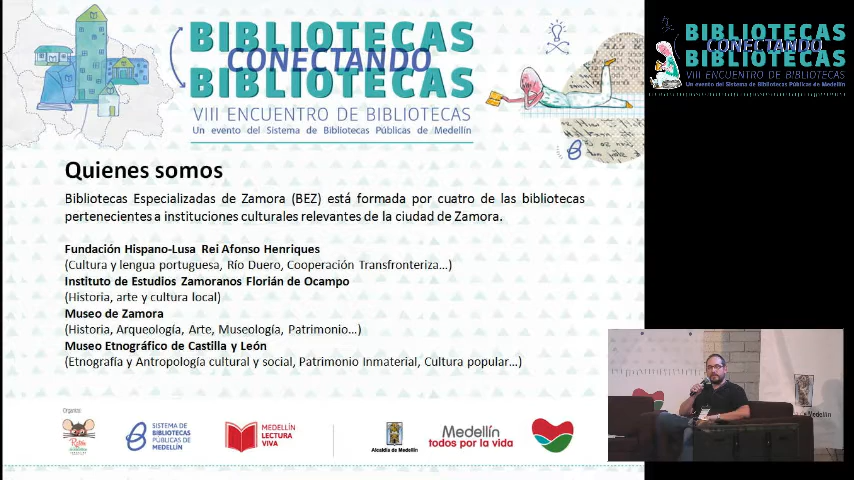 BIBLIOTECAS
CONECTANDO
BIBLIOTECAS
VIII ENCUENTRO DE BIBLIOTECAS
Un evento del Sistema de Bibliotecas Públicas de Medellín
BIBLIOTECAS
CONECTANDO
BIBLIOTECAS
VIII ENCUENTRO DE BIBLIOTECAS
Un evento del Sistema de Bibliotecas Públicas de Medellín
Quienes somos
Bibliotecas Especializadas de Zamora (BEZ) está formada por cuatro de las bibliotecas
pertenecientes a instituciones culturales relevantes de la ciudad de Zamora.
Fundación Hispano-Lusa Rei Afonso Henriques
(Cultura y lengua portuguesa, Río Duero, Cooperación Transfronteriza…)
Instituto de Estudios Zamoranos Florián de Ocampo
(Historia, arte y cultura local)
Museo de Zamora
(Historia, Arqueología, Arte, Museología, Patrimonio…)
Museo Etnográfico de Castilla y León
(Etnografía y Antropología cultural y social, Patrimonio Inmaterial, Cultura popular…)
SISTEMA DE
BIBLIOTECAS
PÚBLICAS DE
MEDELLÍN
MEDELLÍN
LECTURA
VIVA
Alcaldía de Medellín
Medellín
todos por la vida
Medellín